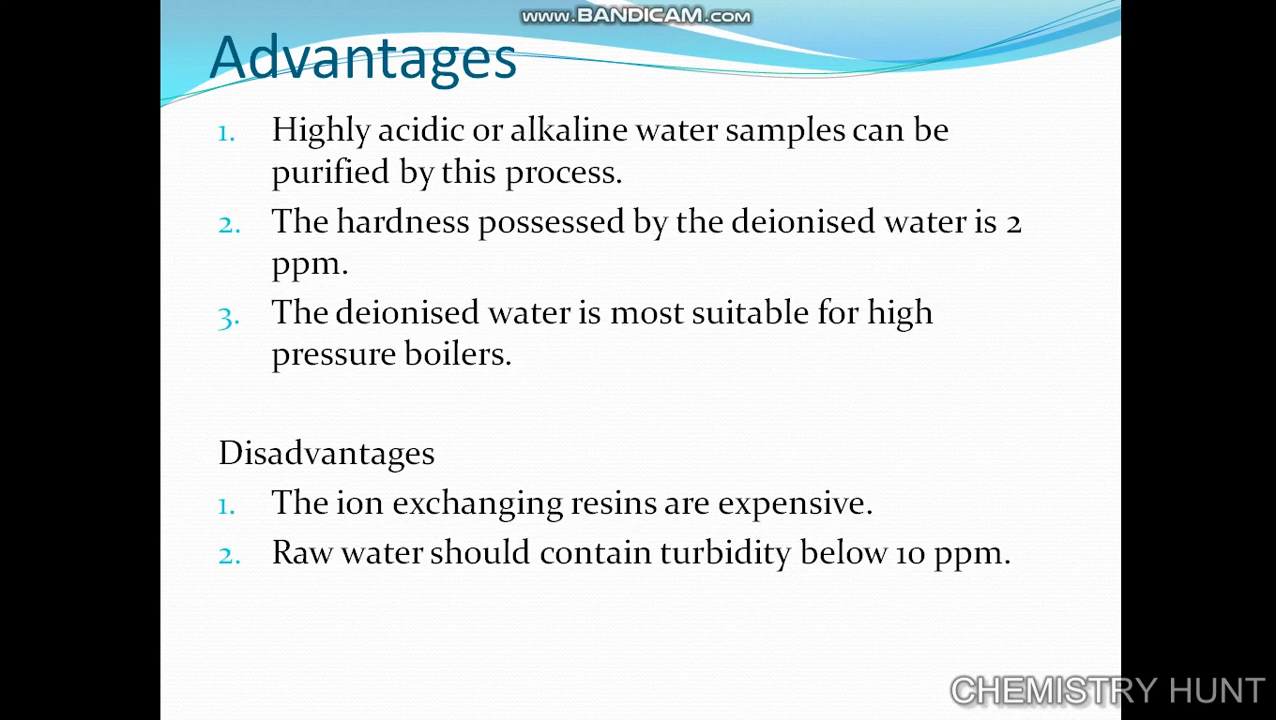 www.BANDICAM.com
Advantages
1. Highly acidic or alkaline water samples can be
purified by this process.
2. The hardness possessed by the deionised water is 2
ppm.
3. The deionised water is most suitable for high
pressure boilers.
Disadvantages
1. The ion exchanging resins are expensive.
2. Raw water should contain turbidity below 10 ppm.
CHEMISTRY HUNT